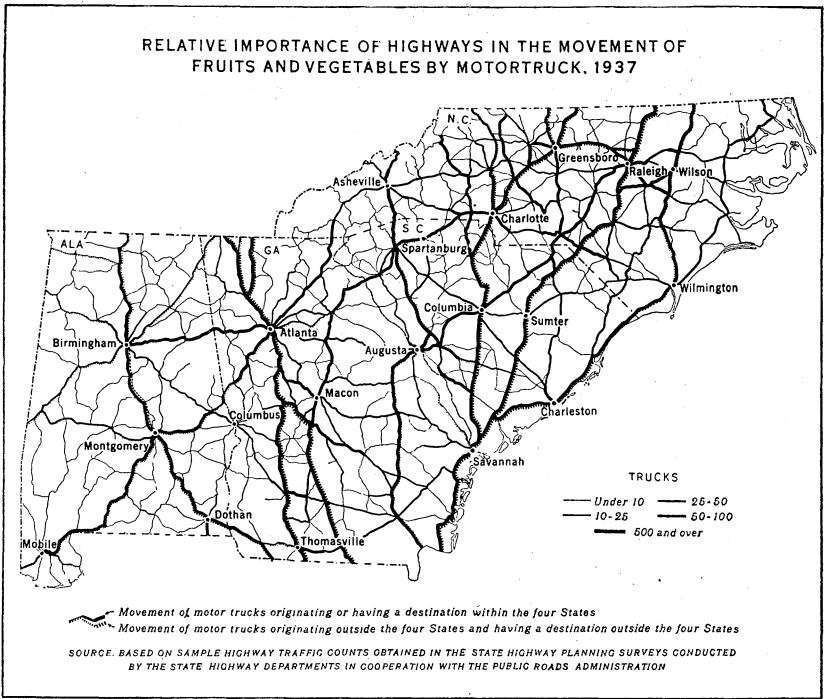 RELATIVE IMPORTANCE OF HIGHWAYS IN THE MOVEMENT OF
FRUITS AND VEGETABLES BY MOTORTRUCK, 1937
N.C.
Greensboro
Raleigh
Wilson
Asheville
Charlotte
S C
Spartanburg
ALA
GA
Wilmington
Columbia
Sumter
Atlanta
Birmingham
Augusta
Macon
Charleston
Columbus
Montgomery
Savannah
TRUCKS
Under 10
25-50
10-25
50-100
500 and over
Dothan
Mobile
Thomasville
Movement of motor trucks originating or having a destination within the four States
Movement of motor trucks originating outside the four States and having a destination outside the four States
SOURCE. BASED ON SAMPLE HIGHWAY TRAFFIC COUNTS OBTAINED IN THE STATE HIGHWAY PLANNING SURVEYS CONDUCTED
BY THE STATE HIGHWAY DEPARTMENTS IN COOPERATION WITH THE PUBLIC ROADS ADMINISTRATION